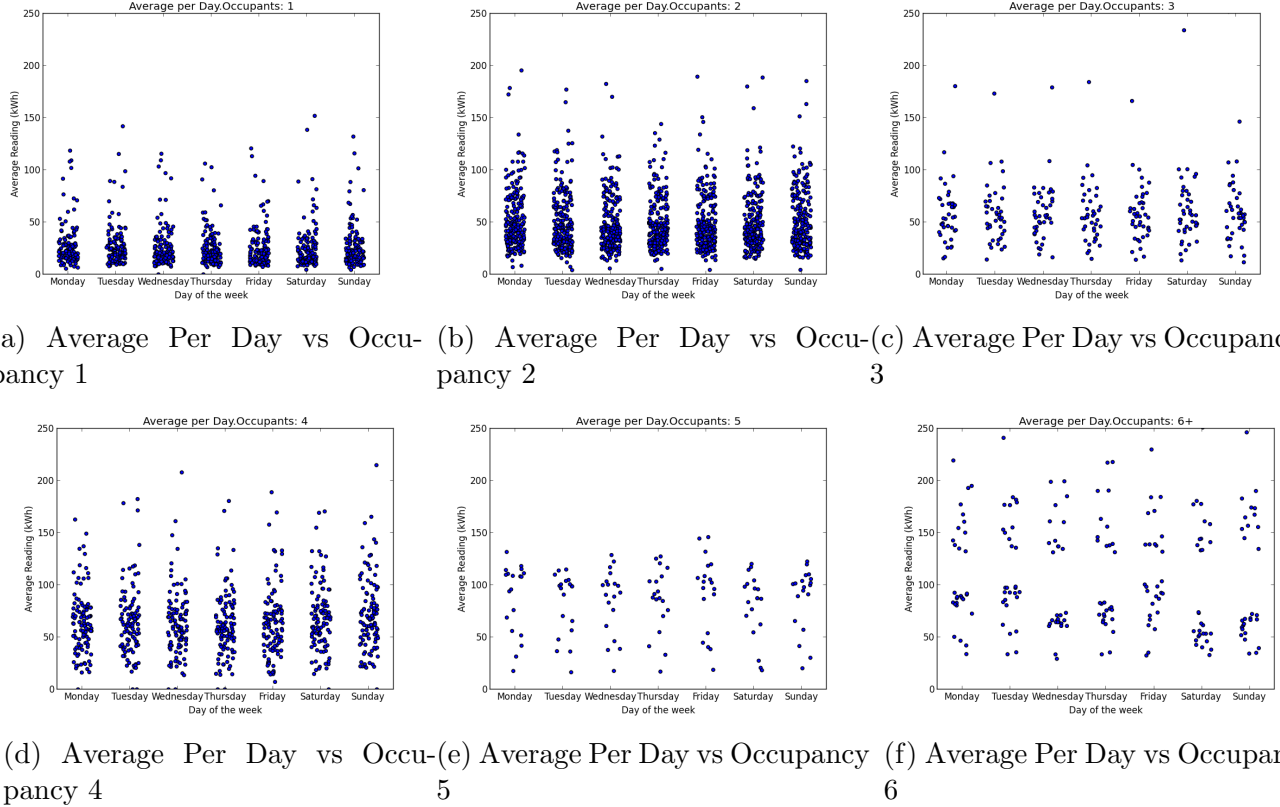 Average per Day.Occupants: 1
250
200
150
100
50
0
Average Reading (kWh)
Monday Tuesday Wednesday Thursday Friday Saturday Sunday
Day of the week
Average per Day.Occupants: 2
250
200
150
100
50
0
Average Reading (kWh)
Monday Tuesday Wednesday Thursday Friday Saturday Sunday
Day of the week
Average per Day.Occupants: 3
250
200
150
100
50
0
Average Reading (kWh)
Monday Tuesday Wednesday Thursday Friday Saturday Sunday
Day of the week
a) Average Per Day vs Occu-
pancy 1
(b) Average Per Day vs Occu-
pancy 2
(c) Average Per Day vs Occupanc
3
Average per Day.Occupants: 4
250
200
150
100
50
0
Average Reading (kWh)
Monday Tuesday Wednesday Thursday Friday Saturday Sunday
Day of the week
Average per Day.Occupants: 5
250
200
150
100
50
0
Average Reading (kWh)
Monday Tuesday Wednesday Thursday Friday Saturday Sunday
Day of the week
Average per Day.Occupants: 6+
250
200
150
100
50
0
Average Reading (kWh)
Monday Tuesday Wednesday Thursday Friday Saturday Sunday
Day of the week
(d) Average Per Day vs Occu-
pancy 4
(e) Average Per Day vs Occupancy
5
(f) Average Per Day vs Occupan
6